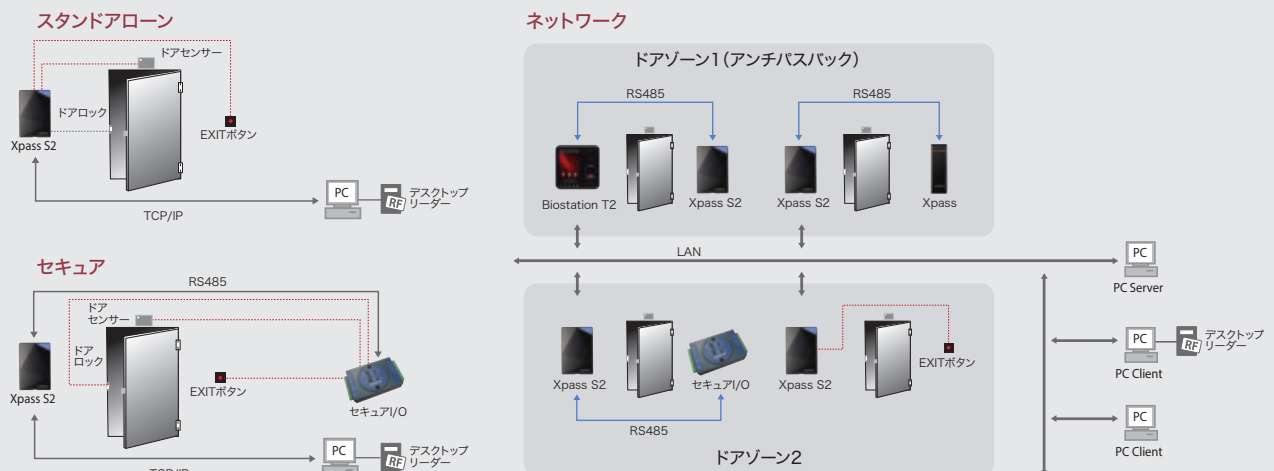 スタンドアローン
ドアセンサー
ドアロック
EXITボタン
Xpass S2
PC
RF
デスクトップ
リーダー
TCP/IP
セキュア
RS485
ドア
センサー
ドア
ロック
EXITボタン
Xpass S2
セキュアI/O
PC
RF
デスクトップ
リーダー
TCP/IP
ネットワーク
ドアゾーン1(アンチパスバック)
RS485
RS485
Biostation T2
Xpass S2
Xpass S2
Xpass
LAN
PC
PC Server
Xpass S2
セキュアI/O
Xpass S2
EXITボタン
RS485
ドアゾーン2
PC
RF
デスクトップ
リーダー
PC Client
PC
PC Client